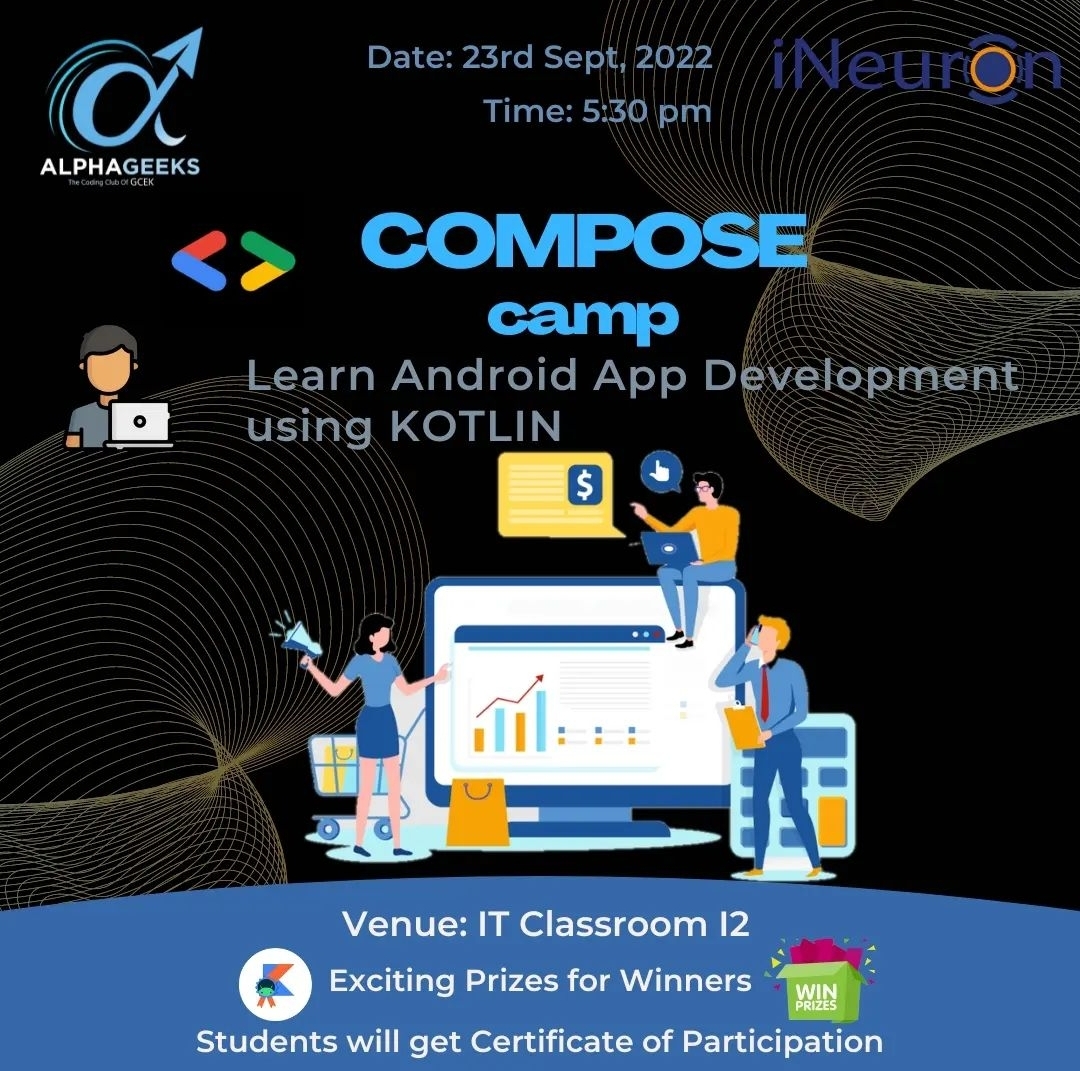 Date: 23rd Sept, 2022
iNeuron
Time: 5:30 pm
ALPHAGEEKS
The Coding Club Of GCEK
COMPOSE
camp
Learn Android App Development
using KOTLIN
$
Venue: IT Classroom I2
Exciting Prizes for Winners
WIN
PRIZES
Students will get Certificate of Participation